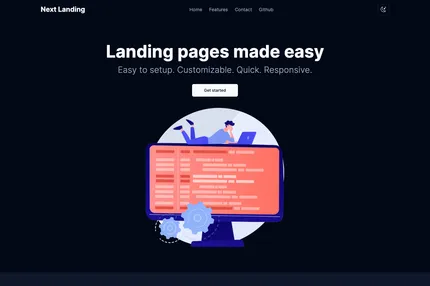 Next Landing
Home Features Contact Github
Landing pages made easy
Easy to setup. Customizable. Quick. Responsive.
Get started